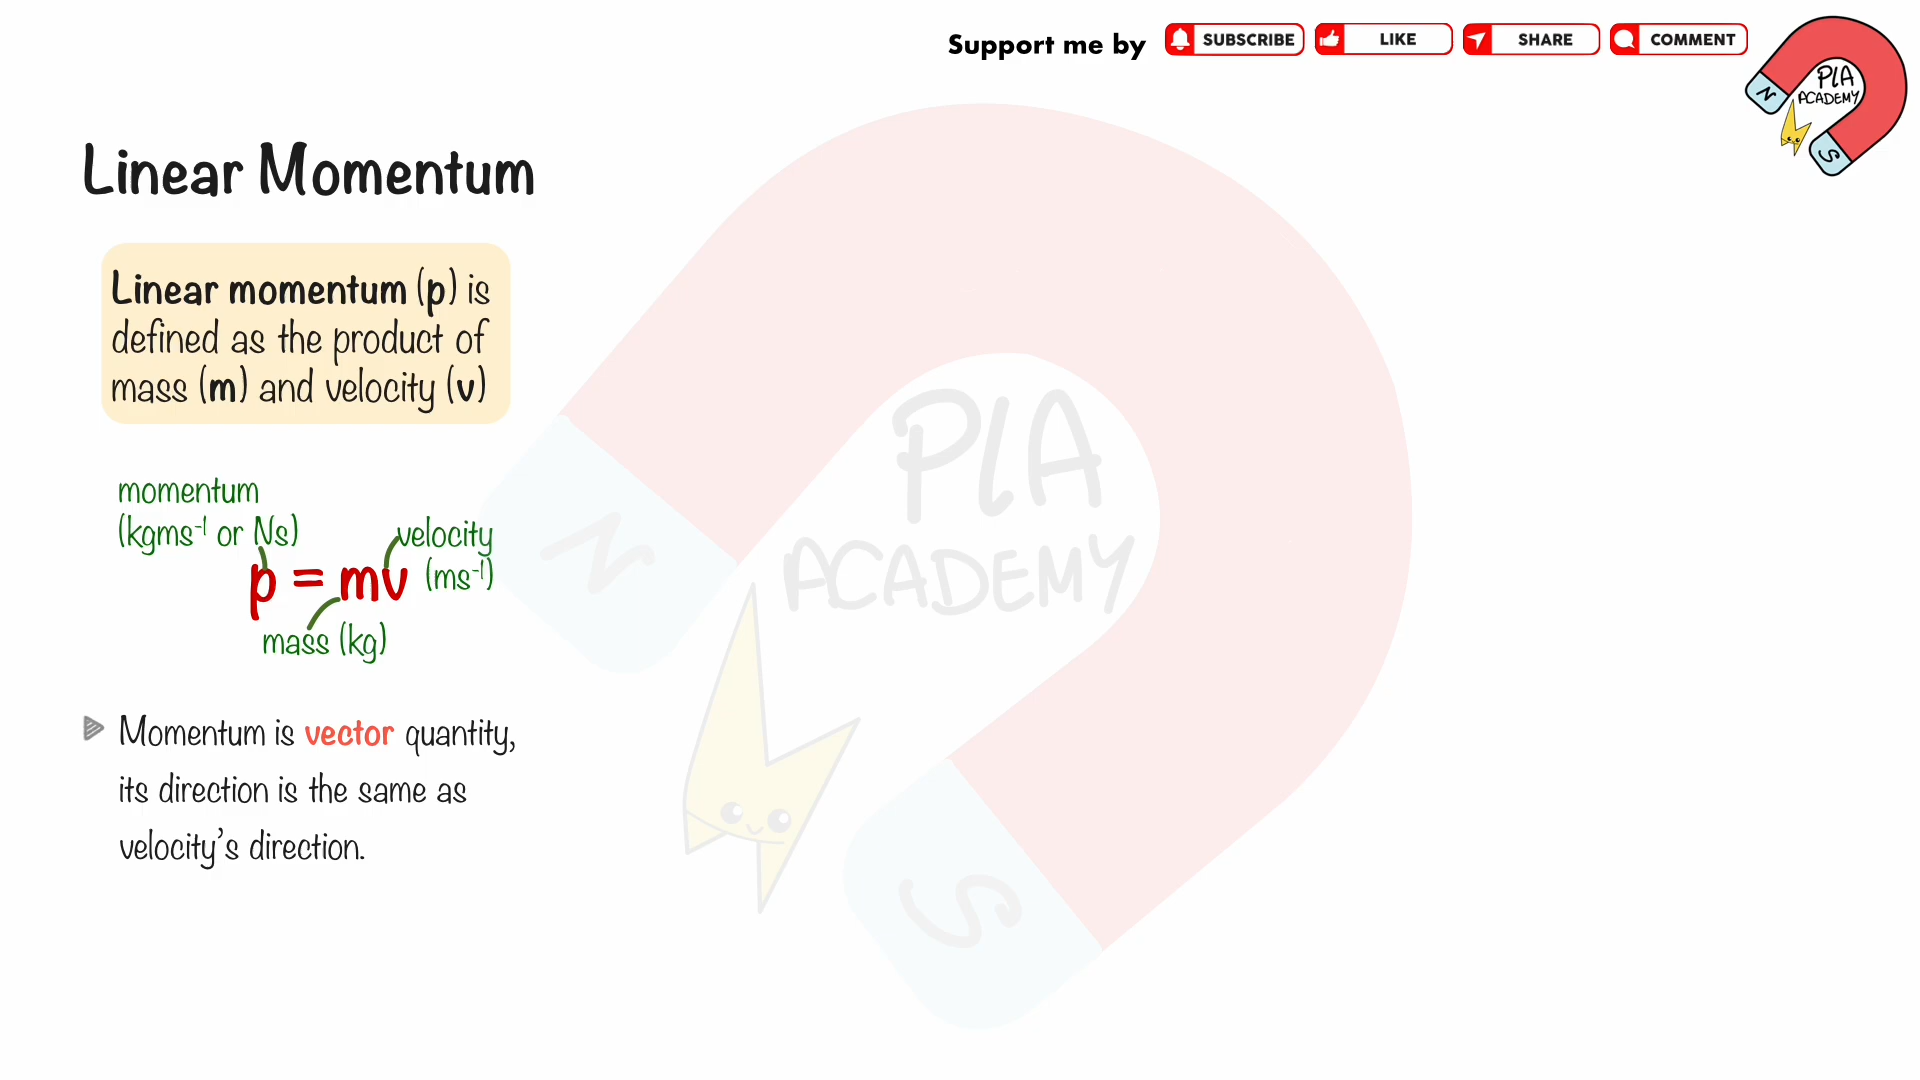 Support me by SUBSCRIBE LIKE SHARE COMMENT
PLA
ACADEMY
N
S
Linear Momentum
Linear momentum (p) is
defined as the product of
mass (m) and velocity (v)
momentum
(kgms⁻¹ or Ns)
velocity
(ms⁻¹)
p = mv
mass (kg)
Momentum is vector quantity,
its direction is the same as
velocity's direction.
PLA
ACADEMY
N
S